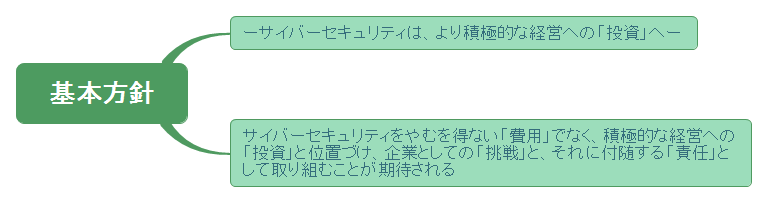 基本方針
ーサイバーセキュリティは、より積極的な経営への「投資」へー
サイバーセキュリティをやむを得ない「費用」でなく、積極的な経営への
「投資」と位置づけ、企業としての「挑戦」と、それに付随する「責任」と
して取り組むことが期待される